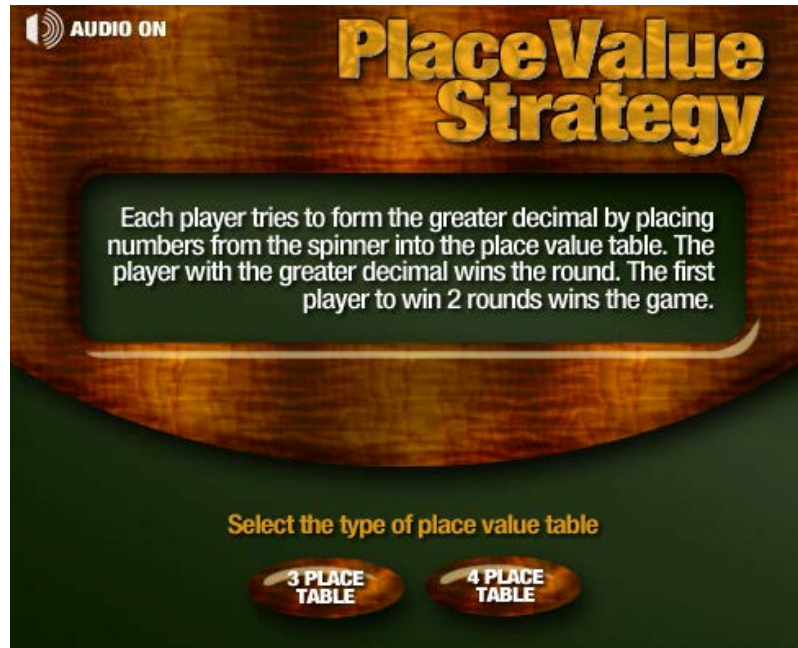 AUDIO ON
Place Value
Strategy
Each player tries to form the greater decimal by placing
numbers from the spinner into the place value table. The
player with the greater decimal wins the round. The first
player to win 2 rounds wins the game.
Select the type of place value table
3 PLACE
TABLE
4 PLACE
TABLE